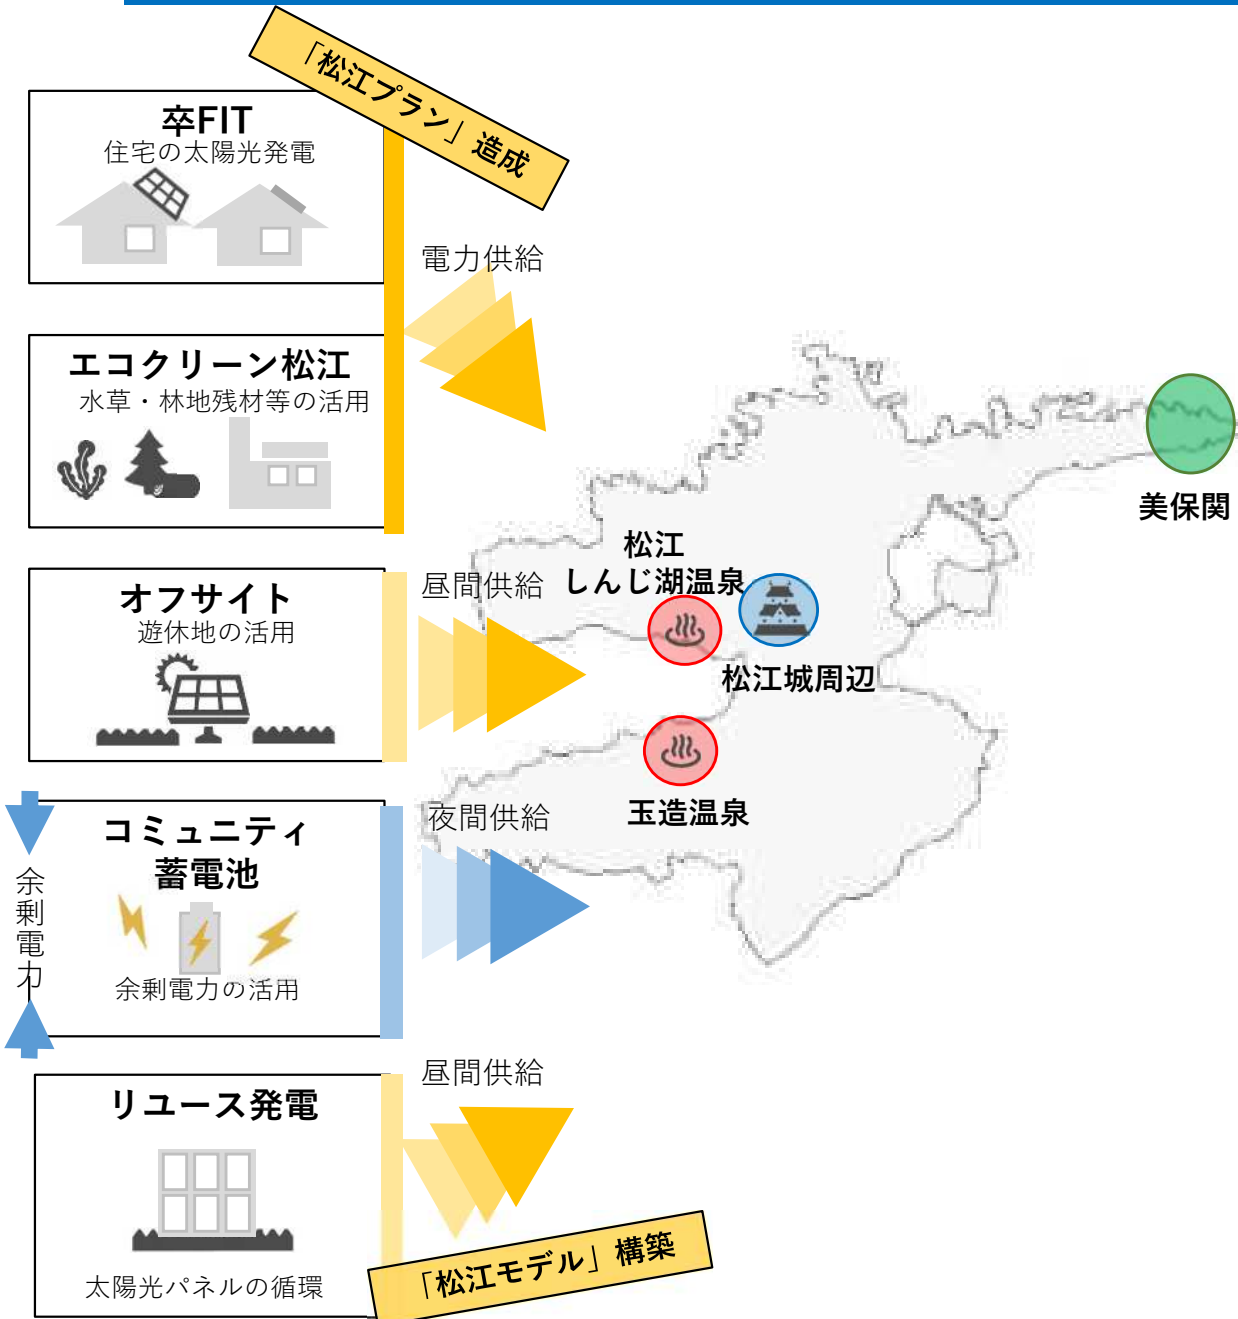 「松江プラン」造成
卒FIT
住宅の太陽光発電
電力供給
エコクリーン松江
水草・林地残材等の活用
美保関
松江
しんじ湖温泉
松江城周辺
玉造温泉
オフサイト
遊休地の活用
昼間供給
コミュニティ
蓄電池
余剰電力の活用
余剰電力
夜間供給
リユース発電
太陽光パネルの循環
昼間供給
「松江モデル」構築